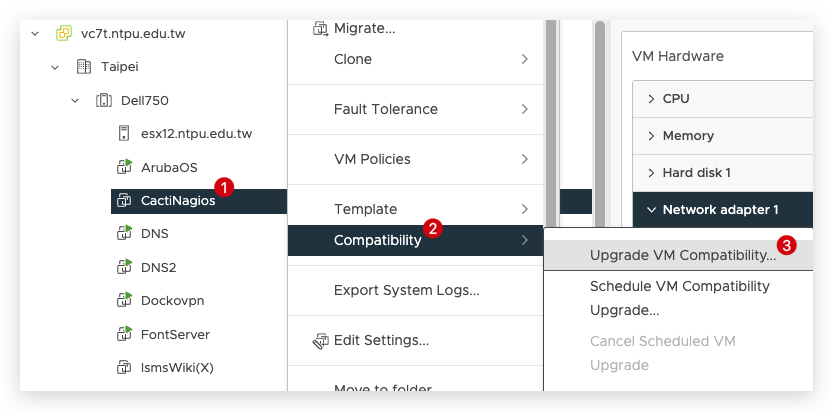 vc7t.ntpu.edu.tw
Taipei
Dell750
esx12.ntpu.edu.tw
ArubaOS
1
CactiNagios
DNS
DNS2
Dockovpn
FontServer
lsmsWiki(X)
Migrate...
Clone
Fault Tolerance
VM Policies
Template
2
Compatibility
Export System Logs...
Edit Settings...
Move to folder
VM Hardware
CPU
Memory
Hard disk 1
Network adapter 1
3
Upgrade VM Compatibility...
Schedule VM Compatibility
Upgrade...
Cancel Scheduled VM
Upgrade